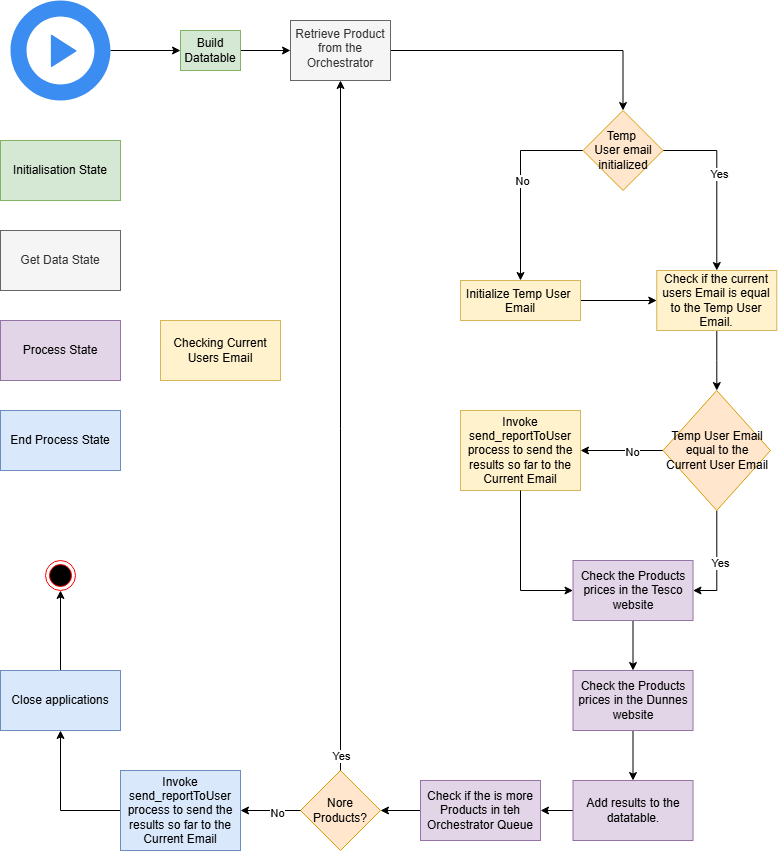 Build
Datatable
Retrieve Product
from the
Orchestrator
Temp
User email
initialized
No
Yes
Initialisation State
Get Data State
Process State
End Process State
Checking Current
Users Email
Initialize Temp User
Email
Check if the current
users Email is equal
to the Temp User
Email.
Temp User Email
equal to the
Current User Email
No
Yes
Invoke
send_reportToUser
process to send the
results so far to the
Current Email
Check the Products
prices in the Tesco
website
Check the Products
prices in the Dunnes
website
Add results to the
datatable.
Check if the is more
Products in teh
Orchestrator Queue
Nore
Products?
Yes
No
Invoke
send_reportToUser
process to send the
results so far to the
Current Email
Close applications